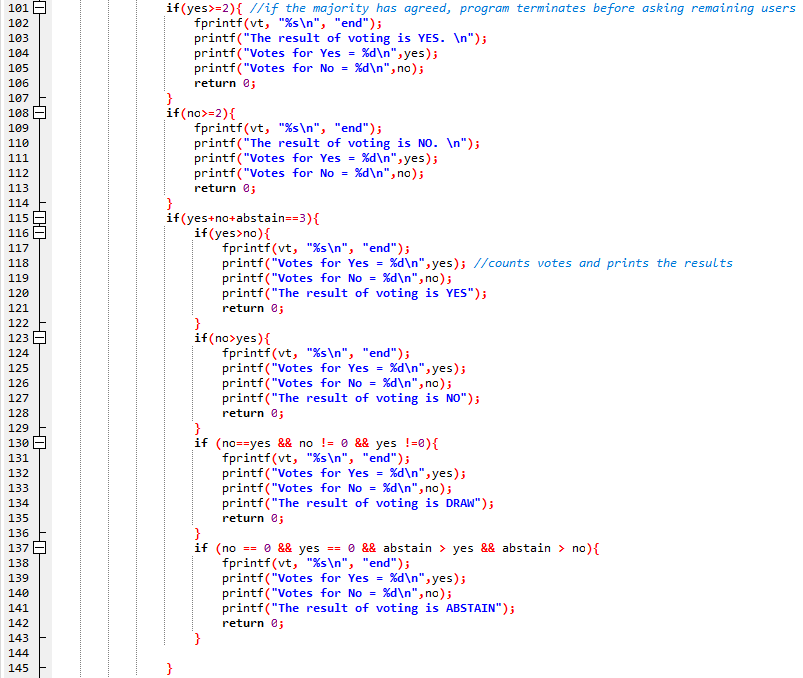 101 if(yes>=2){ //if the majority has agreed, program terminates before asking remaining users
102 fprintf(vt, "%s\n", "end");
103 printf("The result of voting is YES. \n");
104 printf("Votes for Yes = %d\n",yes);
105 printf("Votes for No = %d\n",no);
106 return 0;
107 }
108 if(no>=2){
109 fprintf(vt, "%s\n", "end");
110 printf("The result of voting is NO. \n");
111 printf("Votes for Yes = %d\n",yes);
112 printf("Votes for No = %d\n",no);
113 return 0;
114 }
115 if(yes+no+abstain==3){
116 if(yes>no){
117 fprintf(vt, "%s\n", "end");
118 printf("Votes for Yes = %d\n",yes); //counts votes and prints the results
119 printf("Votes for No = %d\n",no);
120 printf("The result of voting is YES");
121 return 0;
122 }
123 if(no>yes){
124 fprintf(vt, "%s\n", "end");
125 printf("Votes for Yes = %d\n",yes);
126 printf("Votes for No = %d\n",no);
127 printf("The result of voting is NO");
128 return 0;
129 }
130 if (no==yes && no != 0 && yes !=0){
131 fprintf(vt, "%s\n", "end");
132 printf("Votes for Yes = %d\n",yes);
133 printf("Votes for No = %d\n",no);
134 printf("The result of voting is DRAW");
135 return 0;
136 }
137 if (no == 0 && yes == 0 && abstain > yes && abstain > no){
138 fprintf(vt, "%s\n", "end");
139 printf("Votes for Yes = %d\n",yes);
140 printf("Votes for No = %d\n",no);
141 printf("The result of voting is ABSTAIN");
142 return 0;
143 }
144
145 }